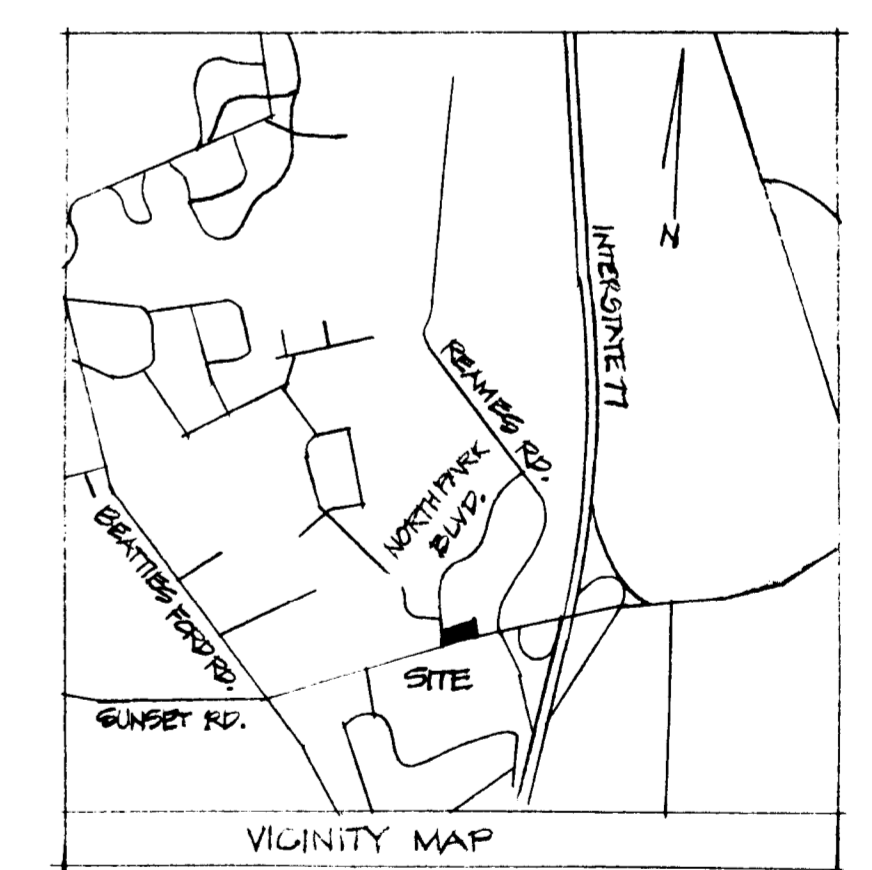 N
INTERSTATE 77
REAMES RD.
NORTH PARK
BLVD.
BEATTIES FORD RD.
SITE
SUNSET RD.
VICINITY MAP